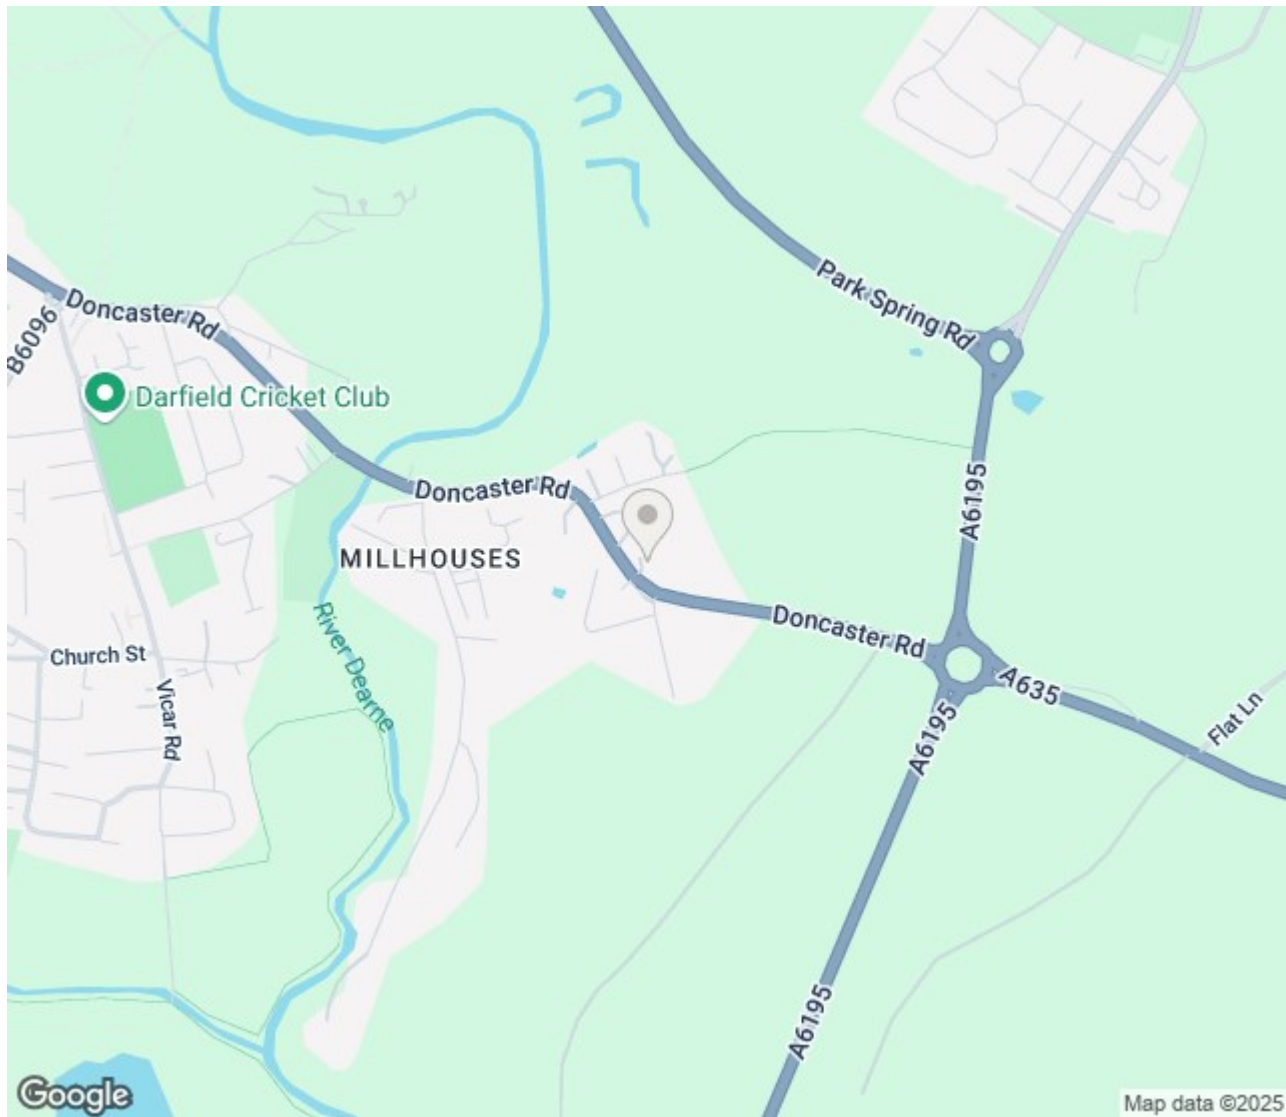 Park Spring Rd
Doncaster Rd
B6096
Darfield Cricket Club
A6195
Doncaster Rd
MILLHOUSES
River Dearne
Doncaster Rd
Church St
Vicar Rd
A635
Flat Ln
A6195
A6195
Google
Map data ©2025